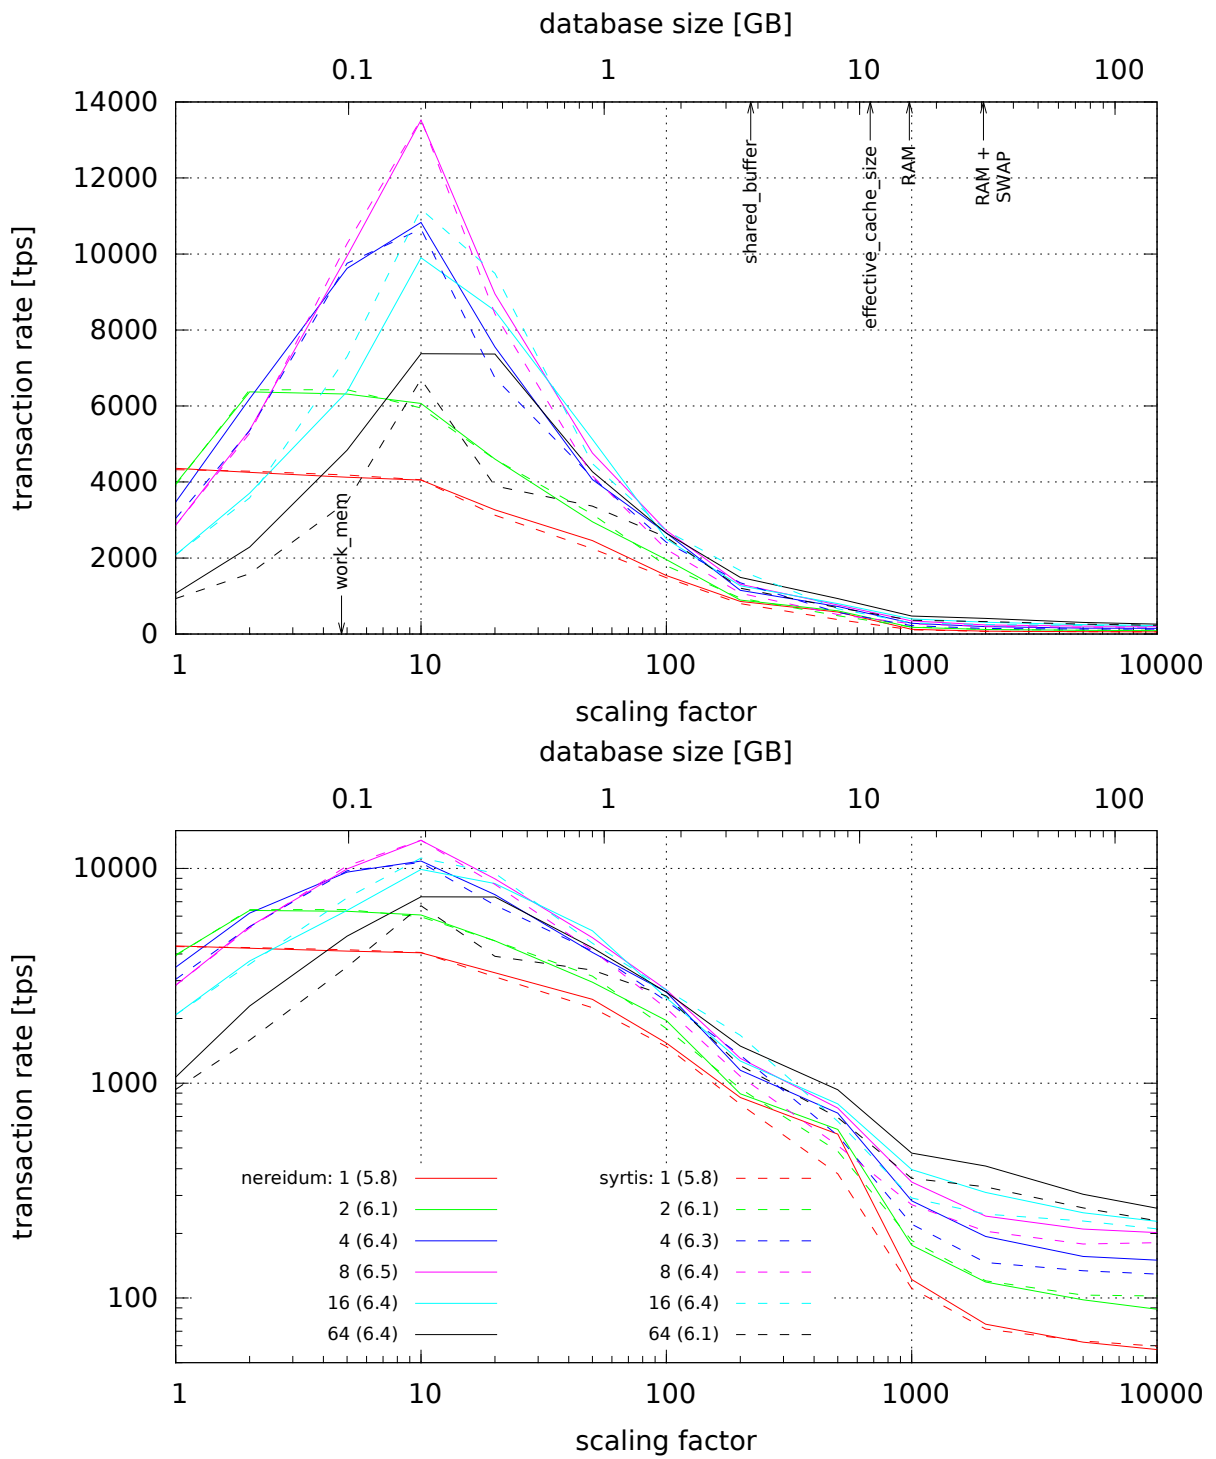 database size [GB]
0.1 1 10 100
14000
12000
10000
8000
6000
4000
2000
0
transaction rate [tps]
work_mem
shared_buffer
effective_cache_size
RAM
RAM +
SWAP
1 10 100 1000 10000
scaling factor
database size [GB]
0.1 1 10 100
10000
1000
100
transaction rate [tps]
nereidum: 1 (5.8) syrtis: 1 (5.8)
2 (6.1) 2 (6.1)
4 (6.4) 4 (6.3)
8 (6.5) 8 (6.4)
16 (6.4) 16 (6.4)
64 (6.4) 64 (6.1)
1 10 100 1000 10000
scaling factor